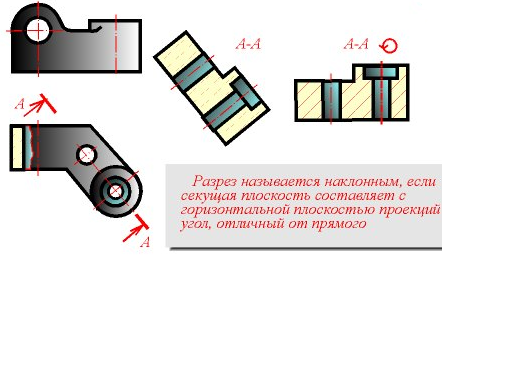 А-А
А-А
А
А
Разрез называется наклонным, если
секущая плоскость составляет с
горизонтальной плоскостью проекций
угол, отличный от прямого